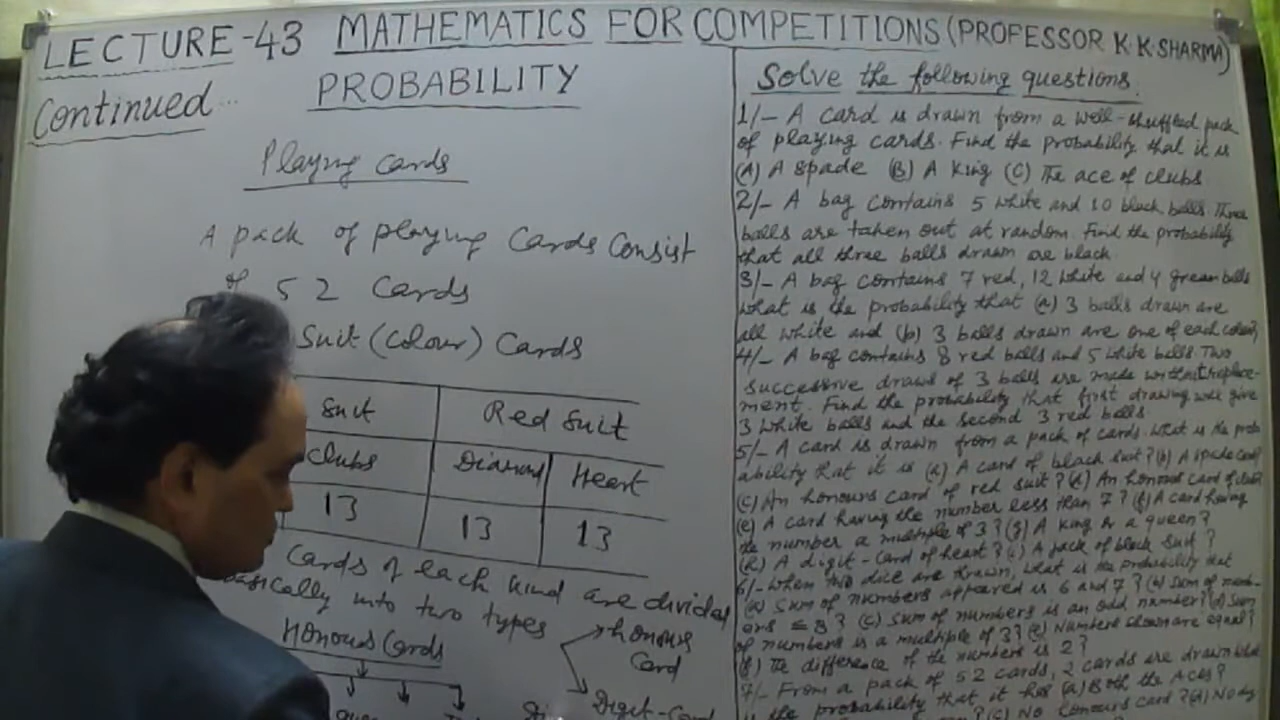 LECTURE-43 MATHEMATICS FOR COMPETITIONS (PROFESSOR K.K.SHARMA)
Continued... PROBABILITY
Playing cards
A pack of playing Cards Consist
of 52 Cards
Suit (Colour) Cards
Suit Red Suit
Clubs Diamond Heart
13 13 13
Cards of each kind are divided
basically into two types
honours
Card
Digit-Card
Honours Cards
Solve the following questions.
1/- A card is drawn from a well-shuffled pack
of playing cards. Find the probability that it is
(A) A spade (B) A King (C) The ace of clubs
2/- A bag contains 5 white and 10 black balls. Three
balls are taken out at random. Find the probability
that all three balls drawn are black.
3/- A bag contains 7 red, 12 white and 4 green balls
what is the probability that (a) 3 balls drawn are
all white and (b) 3 balls drawn are one of each colour,
4/- A bag contains 8 red balls and 5 white balls. Two
successive draws of 3 balls are made without replace-
ment. Find the probability that first drawing will give
3 white balls and the second 3 red balls.
5/- A card is drawn from a pack of cards. What is the prob
ability that it is (a) A card of black suit? (b) A spade card
(c) An honours card of red suit? (d) An honours card of clubs
(e) A card having the number less than 7? (f) A card having
the number a multiple of 3? (g) A king or a queen?
(h) A digit-card of heart? (i) A jack of black suit?
6/- When two dice are thrown, what is the probability that
(a) Sum of numbers appeared is 6 and 7? (b) Sum of numb-
ers ≤ 3? (c) Sum of numbers is an odd number? (d) Sum
of numbers is a multiple of 3? (e) Numbers shown are equal?
(f) The difference of the numbers is 2?
7/- From a pack of 52 cards, 2 cards are drawn what
is the probability that it has (a) Both the Aces?
(c) No honours card? (d) No